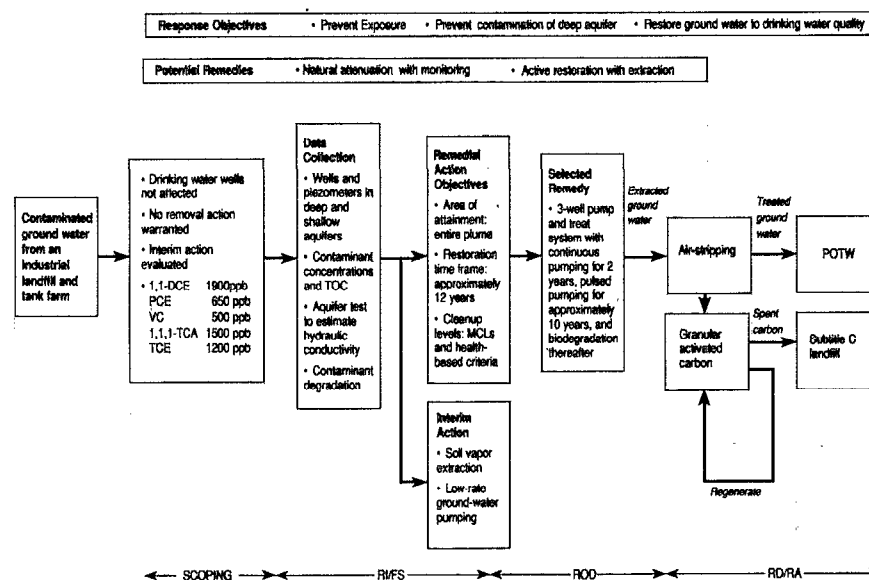 Response Objectives • Prevent Exposure • Prevent contamination of deep aquifer • Restore ground water to drinking water quality
Potential Remedies • Natural attenuation with monitoring • Active restoration with extraction
Contaminated
ground water
from an
industrial
landfill and
tank farm
• Drinking water wells
not affected
• No removal action
warranted
• Interim action
evaluated
• 1,1-DCE 1900ppb
PCE 650 ppb
VC 500 ppb
1,1,1-TCA 1500 ppb
TCE 1200 ppb
Data
Collection
• Wells and
piezometers in
deep and
shallow
aquifers
• Contaminant
concentrations
and TOC
• Aquifer test to
estimate
hydraulic
conductivity
• Contaminant
degradation
Remedial
Action
Objectives
• Area of
attainment:
entire plume
• Restoration
time frame:
approximately
12 years
• Cleanup
levels: MCLs
and health-
based criteria
Interim
Action
• Soil vapor
extraction
• Low-rate
ground-water
pumping
Selected
Remedy
• 3-well pump
and treat
system with
continuous
pumping for 2
years, pulsed
pumping for
approximately
10 years, and
biodegradation
thereafter
Extracted
ground
water
Air-stripping
Treated
ground
water
POTW
Granular
activated
carbon
Spent
carbon
Subtitle C
landfill
Regenerate
SCOPING RI/FS ROD RD/RA